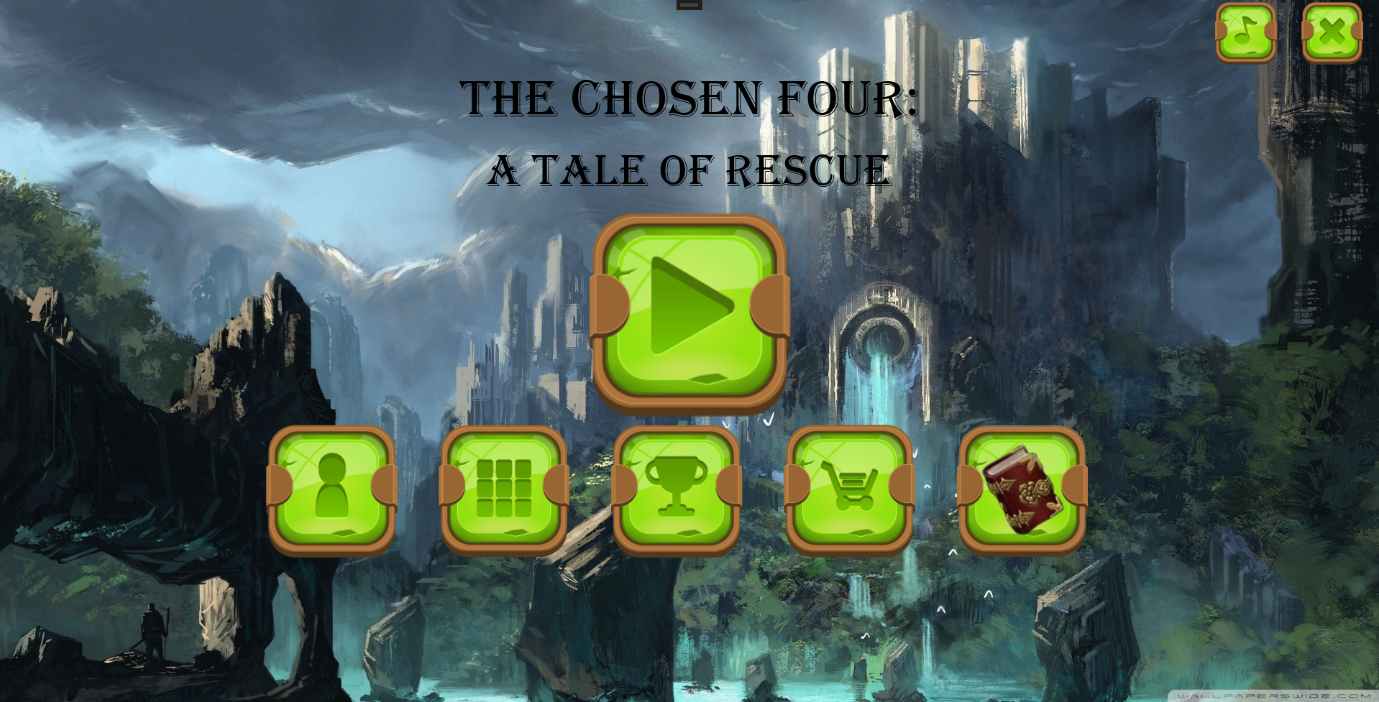 THE CHOSEN FOUR:
A TALE OF RESCUE
WALLPAPERSWIDE.COM